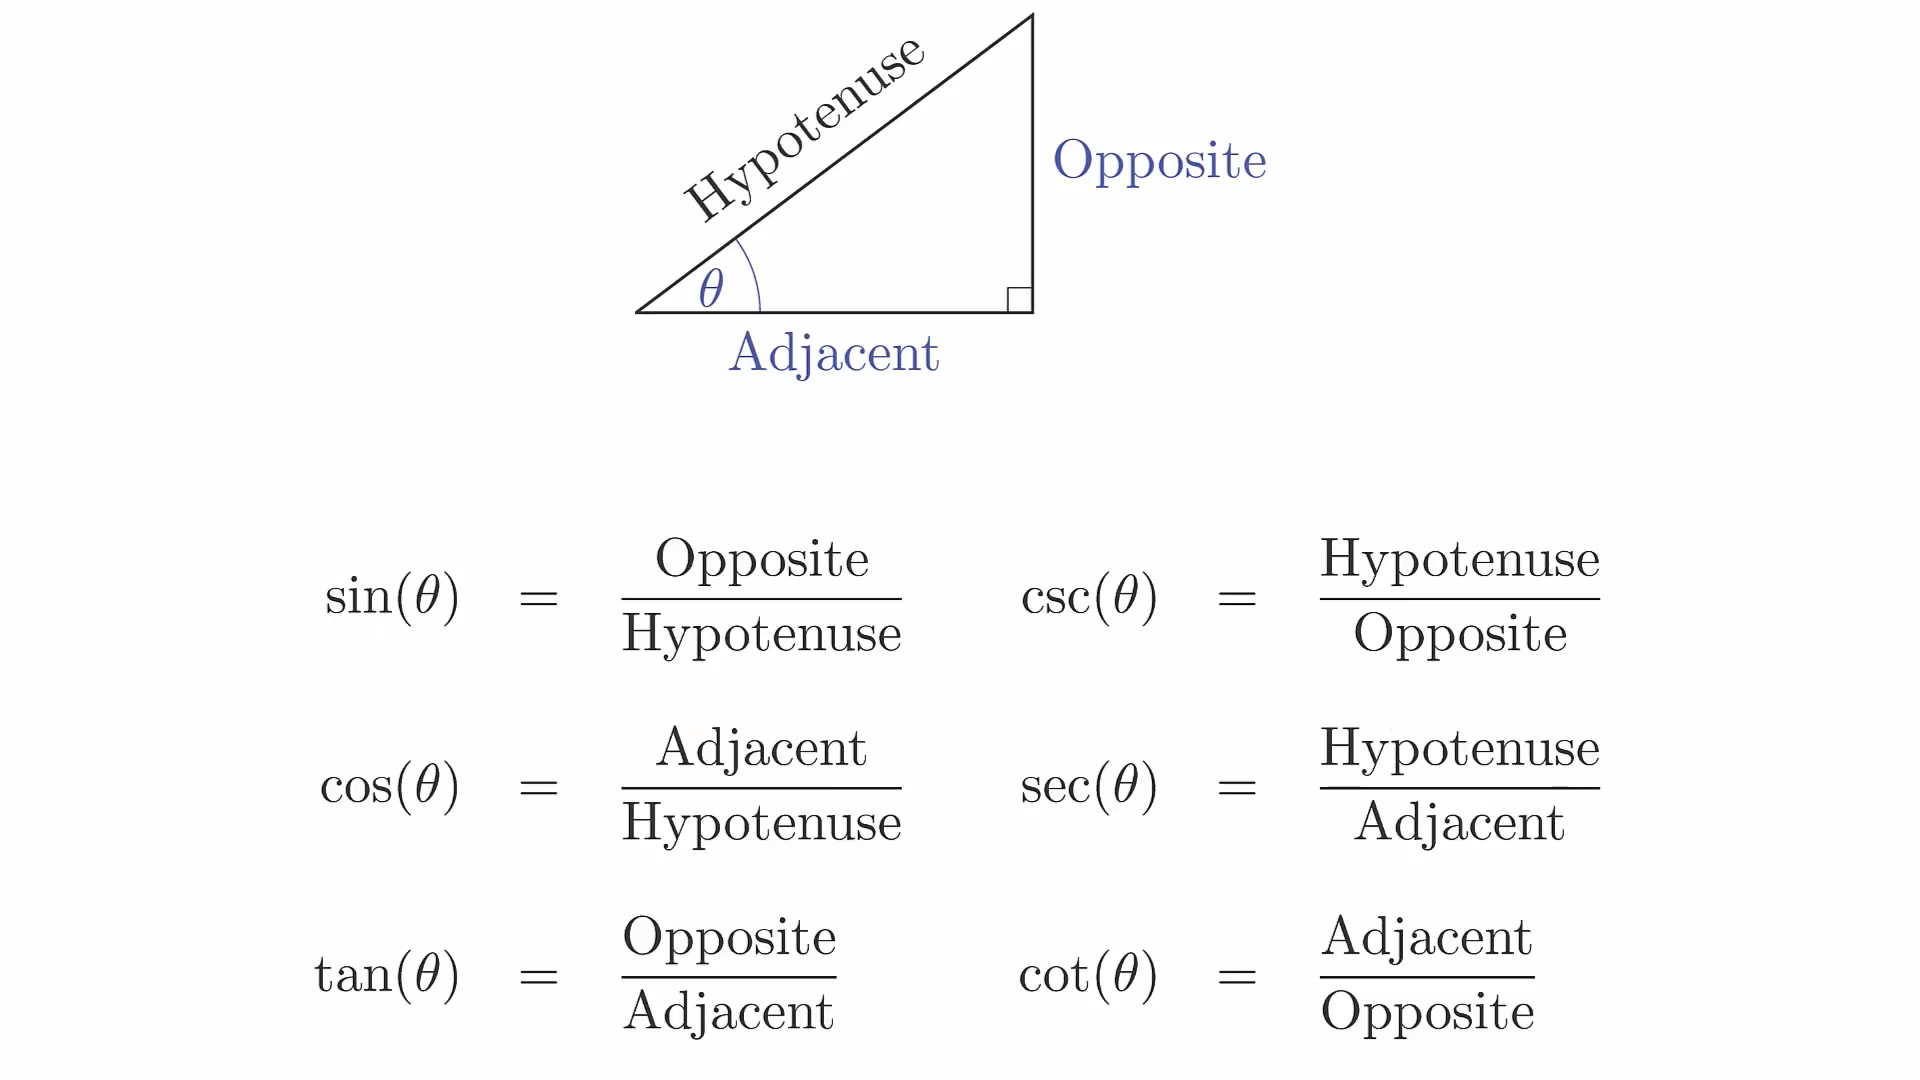 Hypotenuse
Opposite
θ
Adjacent
sin(θ) = Opposite / Hypotenuse
csc(θ) = Hypotenuse / Opposite
cos(θ) = Adjacent / Hypotenuse
sec(θ) = Hypotenuse / Adjacent
tan(θ) = Opposite / Adjacent
cot(θ) = Adjacent / Opposite